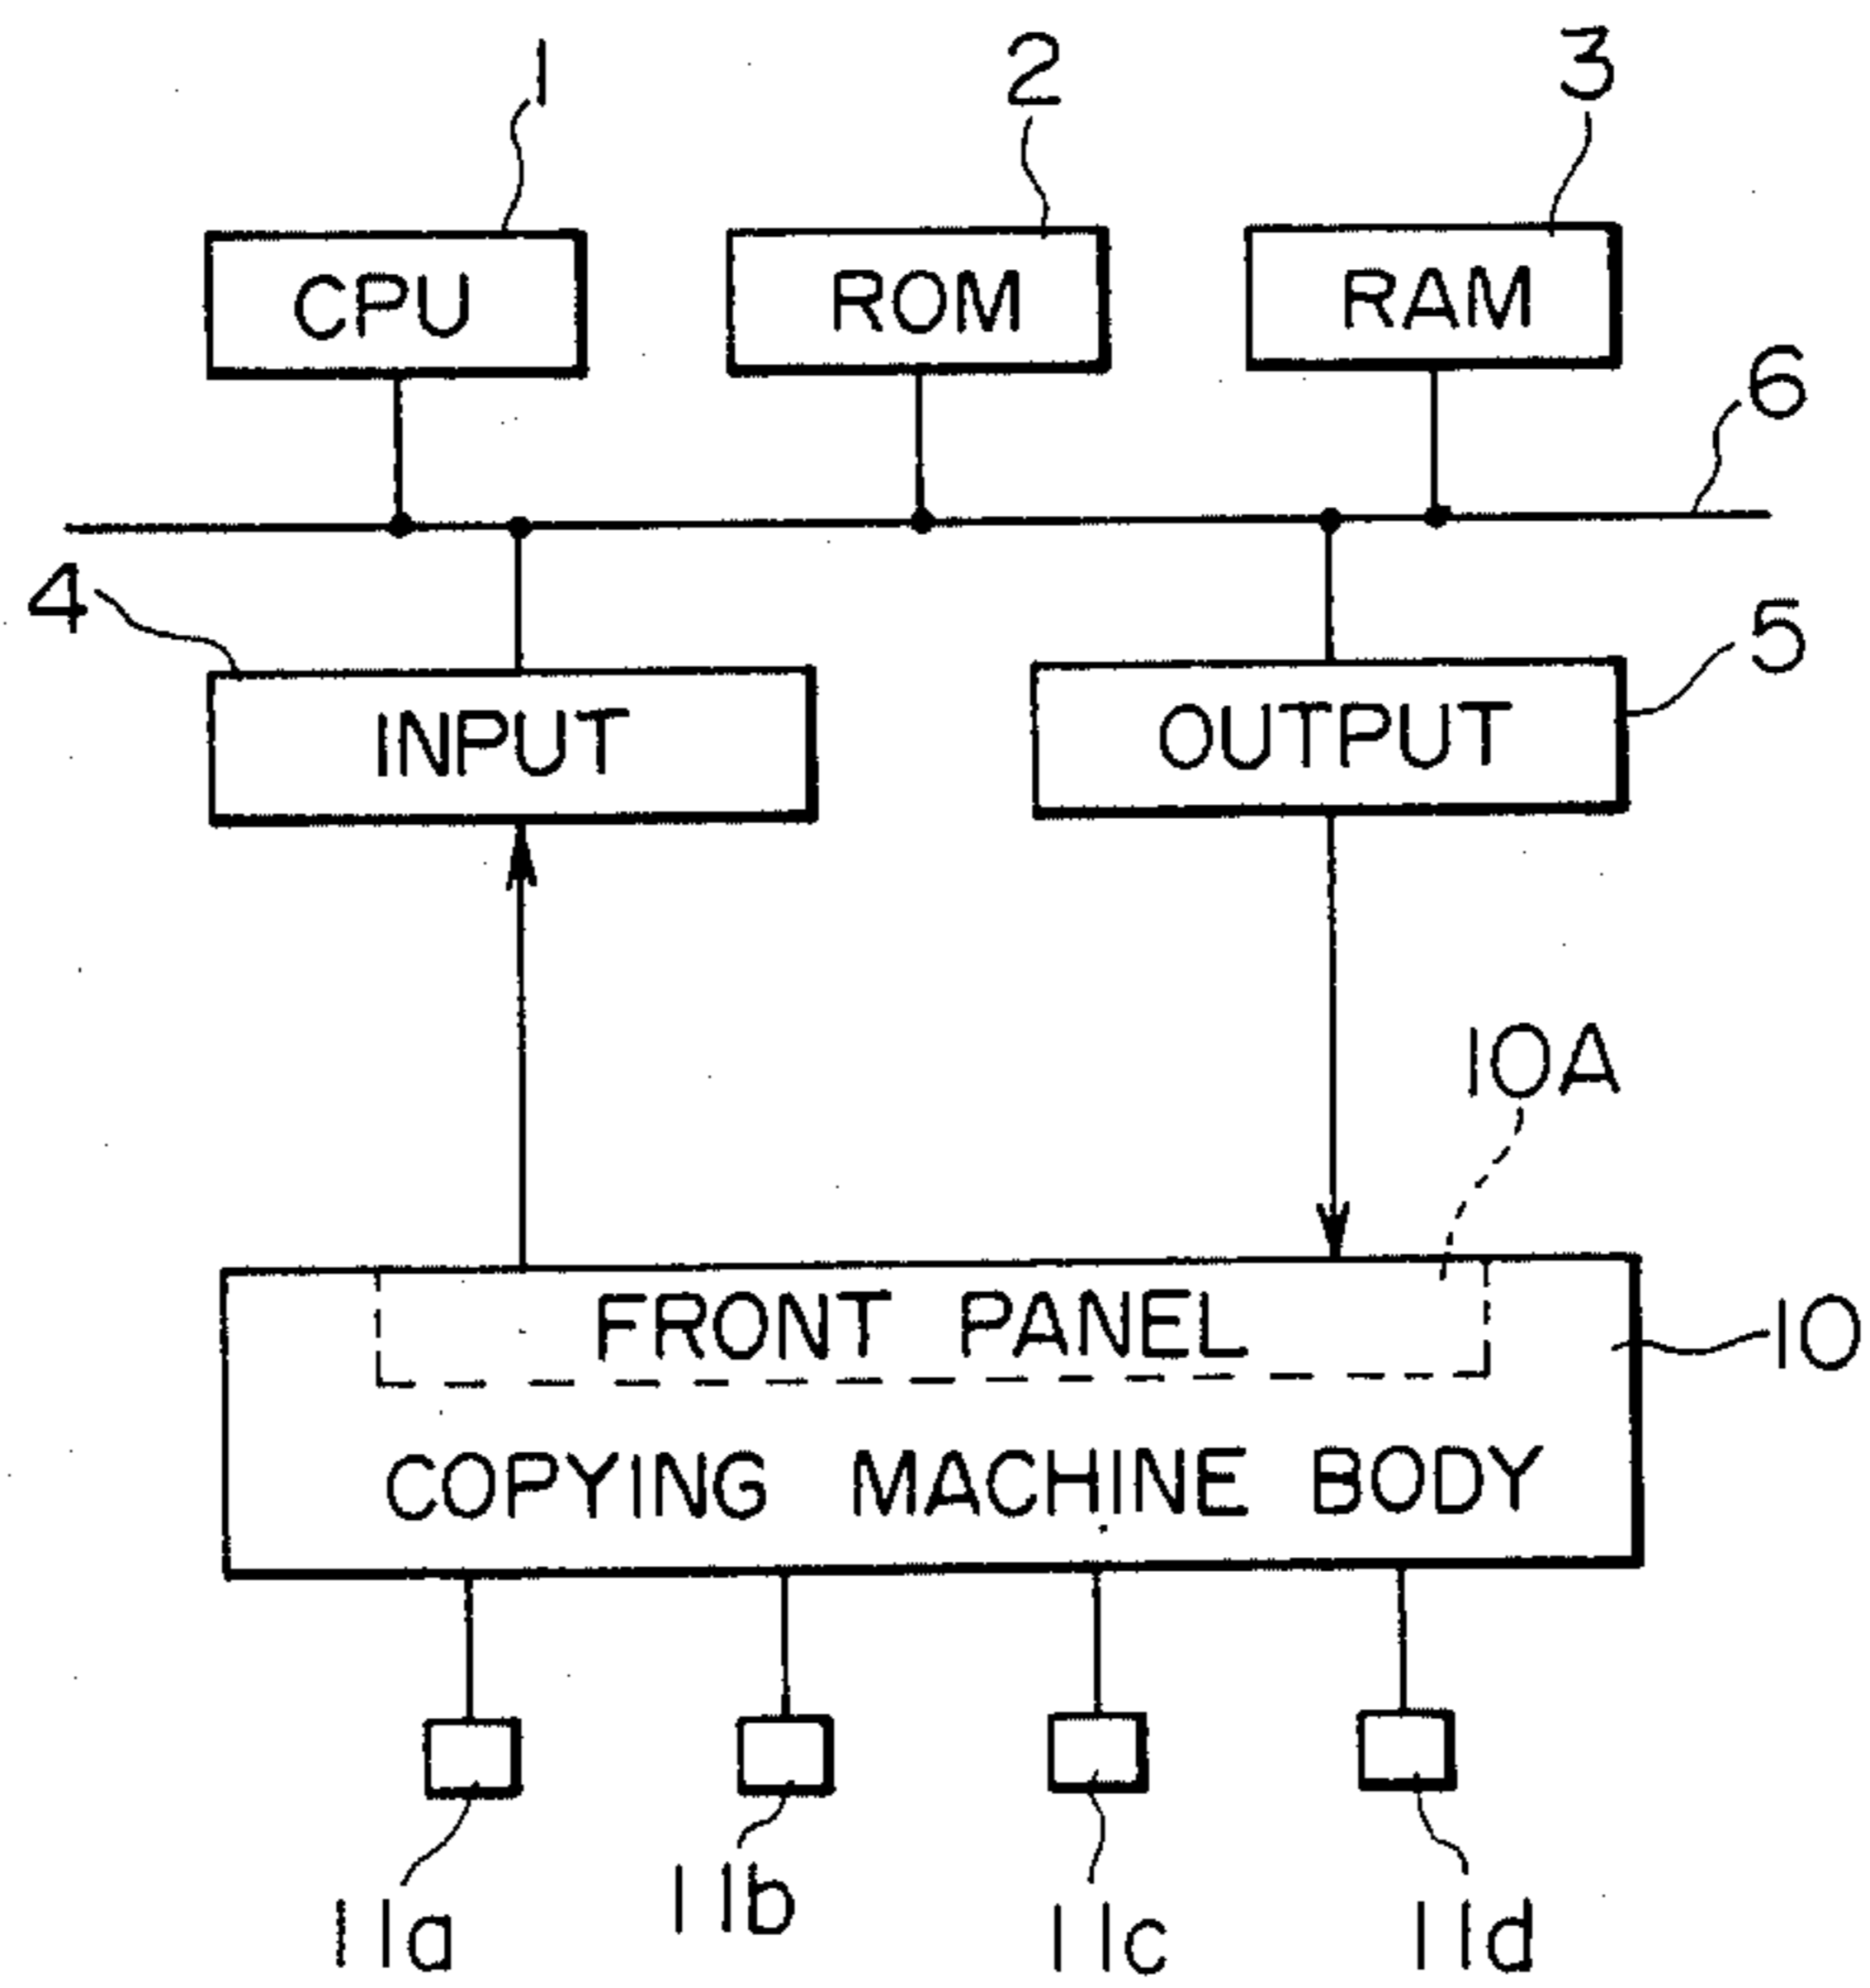 1 2 3
CPU ROM RAM
6
4 5
INPUT OUTPUT
10A
FRONT PANEL
10
COPYING MACHINE BODY
11a 11b 11c 11d